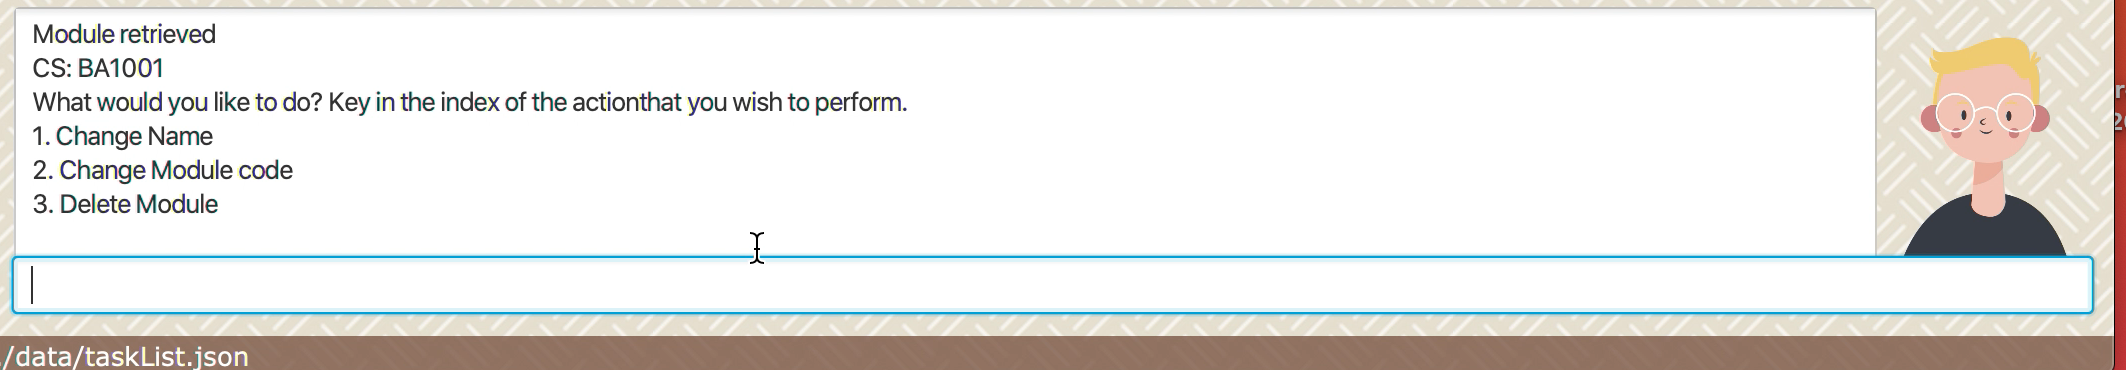 Module retrieved
CS: BA1001
What would you like to do? Key in the index of the actionthat you wish to perform.
1. Change Name
2. Change Module code
3. Delete Module
/data/taskList.json